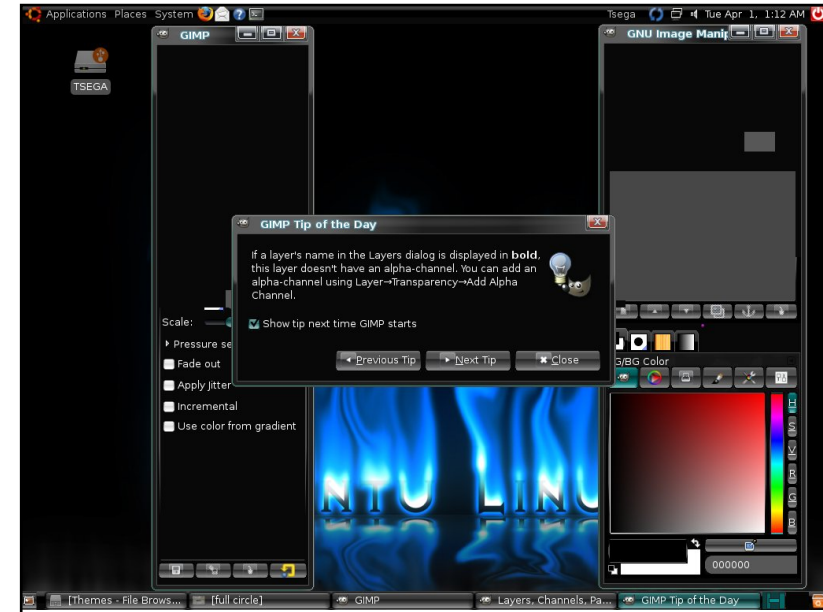 Applications Places System
Tsega
Tue Apr 1, 1:12 AM
TSEGA
GIMP
GNU Image Manip
GIMP Tip of the Day
If a layer's name in the Layers dialog is displayed in bold,
this layer doesn't have an alpha-channel. You can add an
alpha-channel using Layer→Transparency→Add Alpha
Channel.
Show tip next time GIMP starts
Previous Tip
Next Tip
Close
Scale:
Pressure se
Fade out
Apply Jitter
Incremental
Use color from gradient
G/BG Color
H
S
V
R
G
B
000000
NTU LINU
[Themes - File Brows...
[full circle]
GIMP
Layers, Channels, Pa...
GIMP Tip of the Day